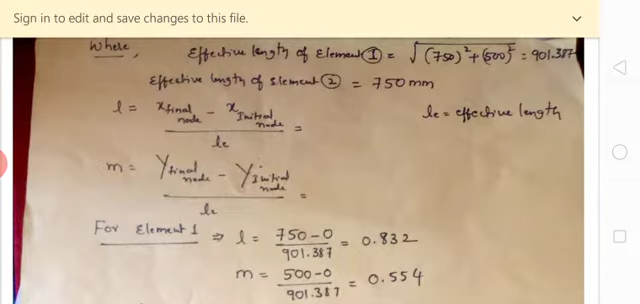 Sign in to edit and save changes to this file.
Where, Effective length of Element ① = √(750)²+(500)² = 901.387
Effective length of Element ② = 750 mm
l = x final node - x Initial node / le =
le = effective length
m = y final node - y Initial node / le =
For Element 1 ⇒ l = 750-0 / 901.387 = 0.832
m = 500-0 / 901.387 = 0.554